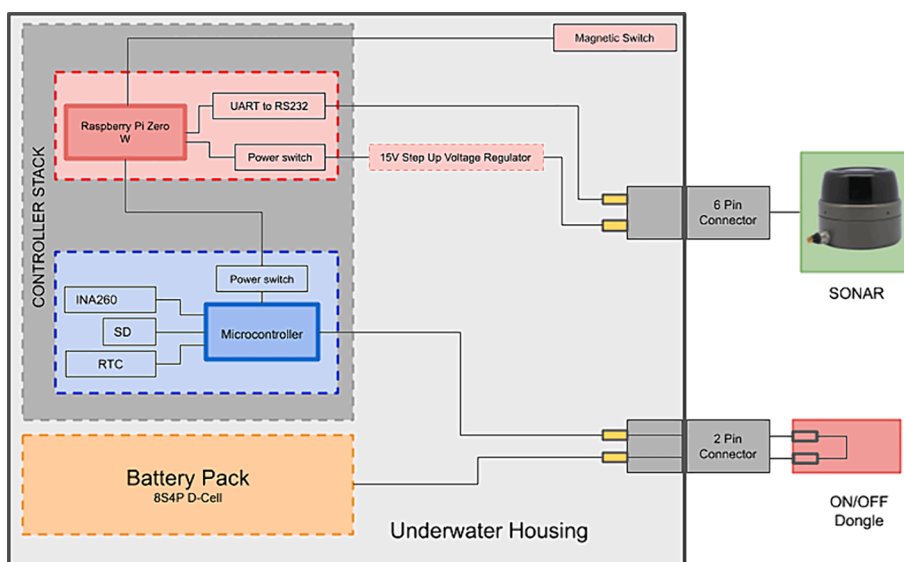 Magnetic Switch
CONTROLLER STACK
Raspberry Pi Zero
W
UART to RS232
Power switch
15V Step Up Voltage Regulator
6 Pin
Connector
SONAR
Power switch
INA260
SD
RTC
Microcontroller
2 Pin
Connector
ON/OFF
Dongle
Battery Pack
8S4P D-Cell
Underwater Housing